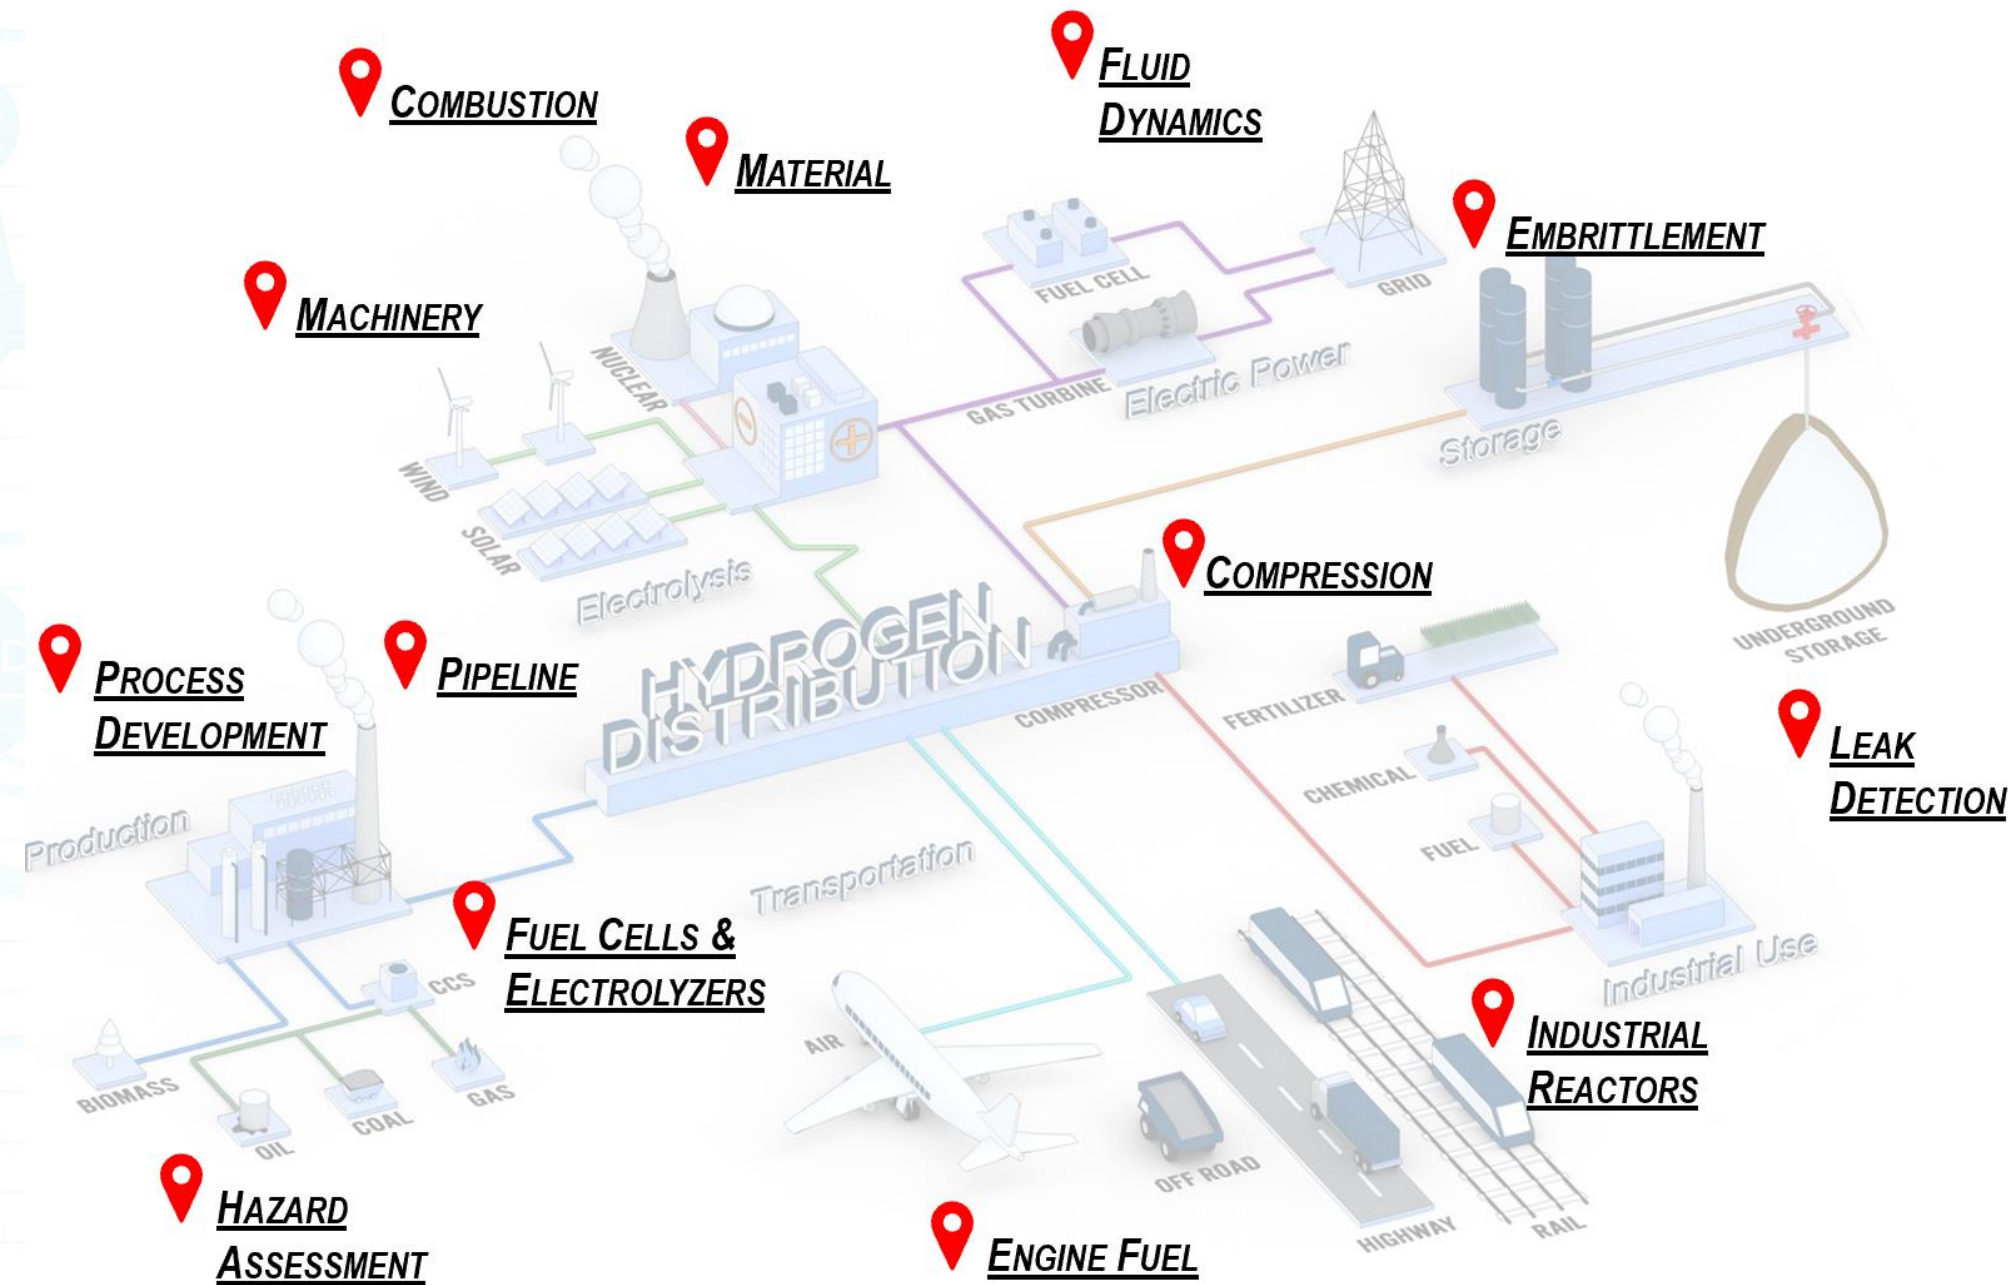 COMBUSTION
FLUID
DYNAMICS
MATERIAL
EMBRITTLEMENT
MACHINERY
FUEL CELL
GRID
NUCLEAR
GAS TURBINE
Electric Power
WIND
Storage
SOLAR
Electrolysis
COMPRESSION
HYDROGEN
DISTRIBUTION
COMPRESSOR
UNDERGROUND
STORAGE
PROCESS
DEVELOPMENT
PIPELINE
FERTILIZER
CHEMICAL
FUEL
LEAK
DETECTION
Production
Transportation
FUEL CELLS &
ELECTROLYZERS
CCS
Industrial Use
INDUSTRIAL
REACTORS
AIR
BIOMASS
OIL
COAL
GAS
OFF ROAD
HIGHWAY
RAIL
HAZARD
ASSESSMENT
ENGINE FUEL